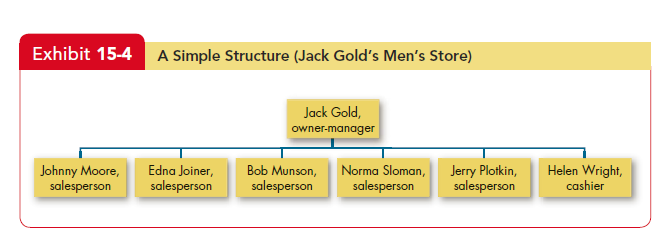 Exhibit 15-4 A Simple Structure (Jack Gold's Men's Store)
Jack Gold,
owner-manager
Johnny Moore,
salesperson
Edna Joiner,
salesperson
Bob Munson,
salesperson
Norma Sloman,
salesperson
Jerry Plotkin,
salesperson
Helen Wright,
cashier